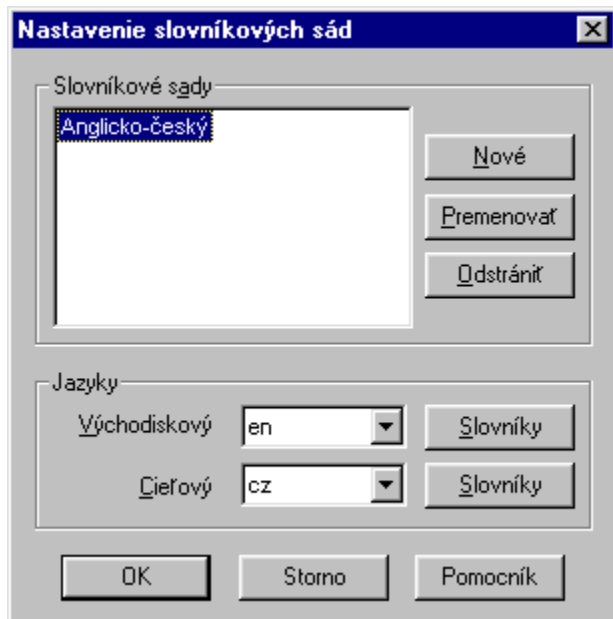 Nastavenie slovníkových sád
Slovníkové sady
Anglicko-český
Nové
Premenovať
Odstrániť
Jazyky
Východiskový
en
Slovníky
Cieľový
cz
Slovníky
OK
Storno
Pomocník